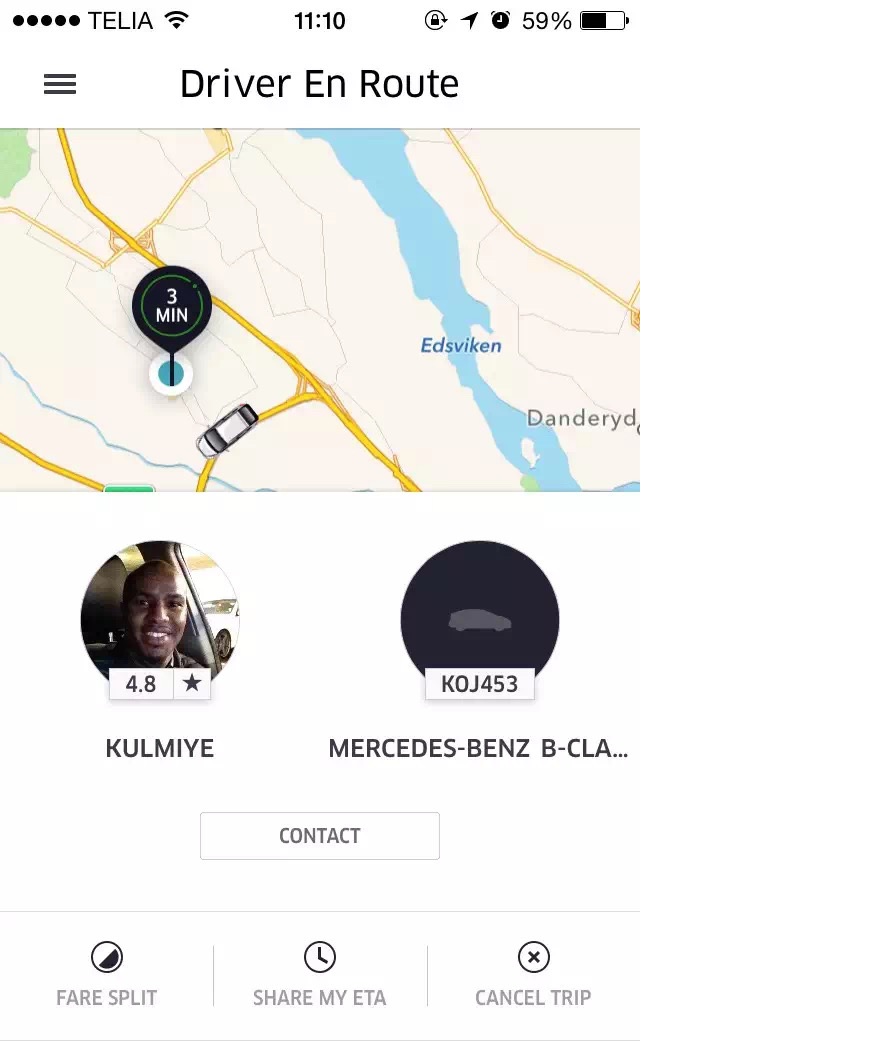 TELIA 11:10 59%
Driver En Route
3
MIN
Edsviken
Danderyd
4.8 ★ KOJ453
KULMIYE MERCEDES-BENZ B-CLA...
CONTACT
FARE SPLIT SHARE MY ETA CANCEL TRIP